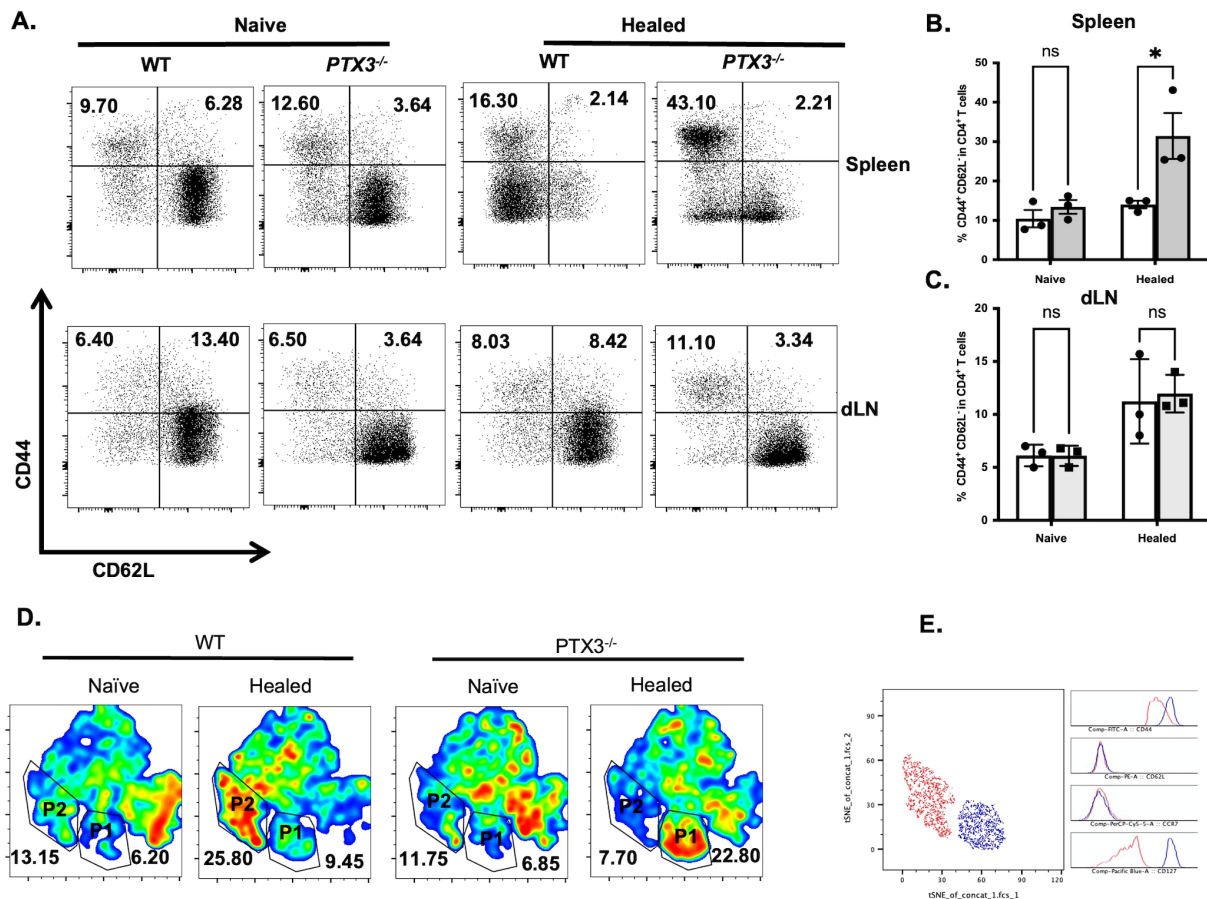 A.
Naive
Healed
WT
PTX3-/-
WT
PTX3-/-
9.70
6.28
12.60
3.64
16.30
2.14
43.10
2.21
Spleen
6.40
13.40
6.50
3.64
8.03
8.42
11.10
3.34
dLN
CD44
CD62L
B.
Spleen
ns
*
50
40
30
20
10
0
% CD44+ CD62L- in CD4+ T cells
Naive
Healed
C.
dLN
ns
ns
20
15
10
5
0
% CD44+ CD62L- in CD4+ T cells
Naive
Healed
D.
WT
PTX3-/-
Naïve
Healed
Naïve
Healed
P2
P1
13.15
6.20
P2
P1
25.80
9.45
P2
P1
11.75
6.85
P2
P1
7.70
22.80
E.
tSNE_of_concat_1.fcs_2
90
60
30
0
0
30
60
90
120
tSNE_of_concat_1.fcs_1
Comp-FITC-A :: CD44
Comp-PE-A :: CD62L
Comp-PerCP-Cy5-5-A :: CCR7
Comp-Pacific Blue-A :: CD127